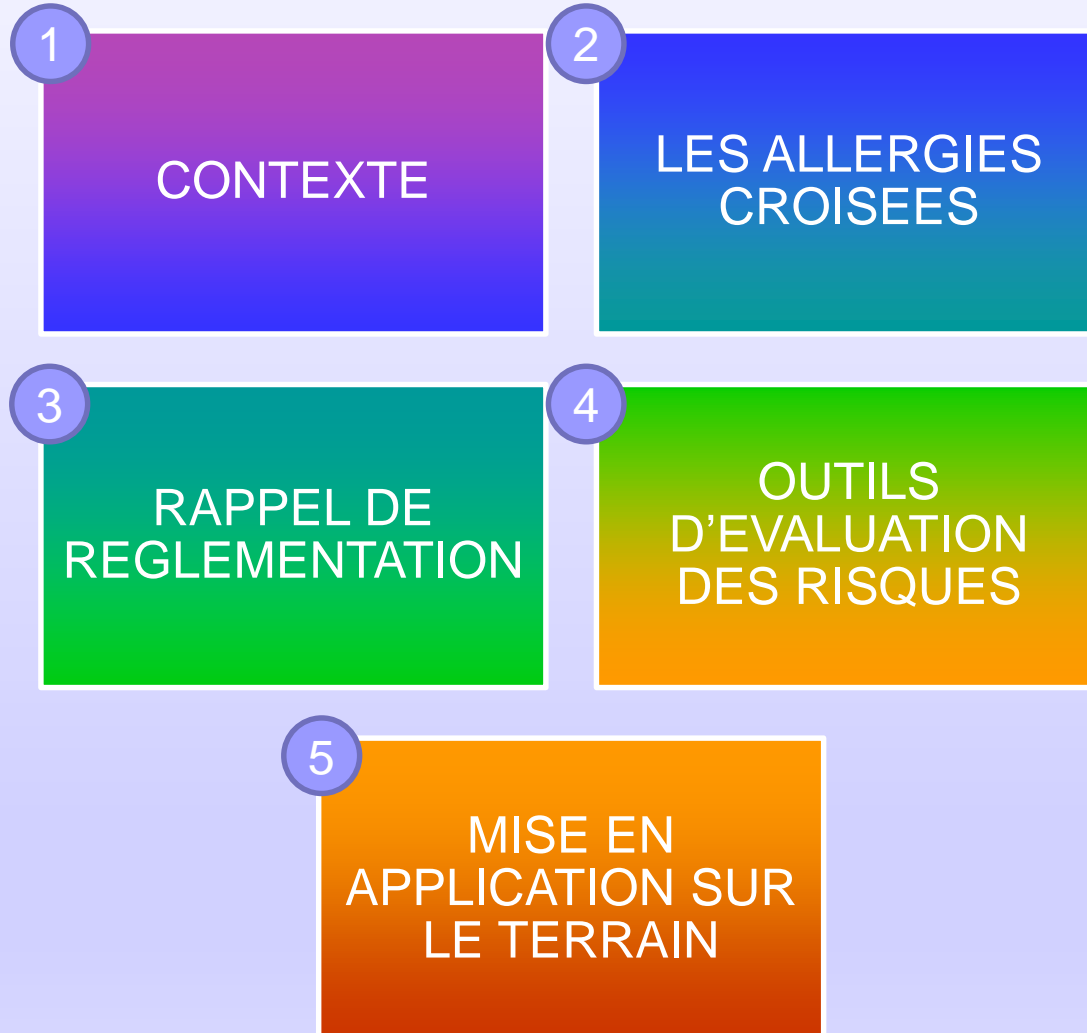 1
CONTEXTE
2
LES ALLERGIES
CROISEES
3
RAPPEL DE
REGLEMENTATION
4
OUTILS
D’EVALUATION
DES RISQUES
5
MISE EN
APPLICATION SUR
LE TERRAIN